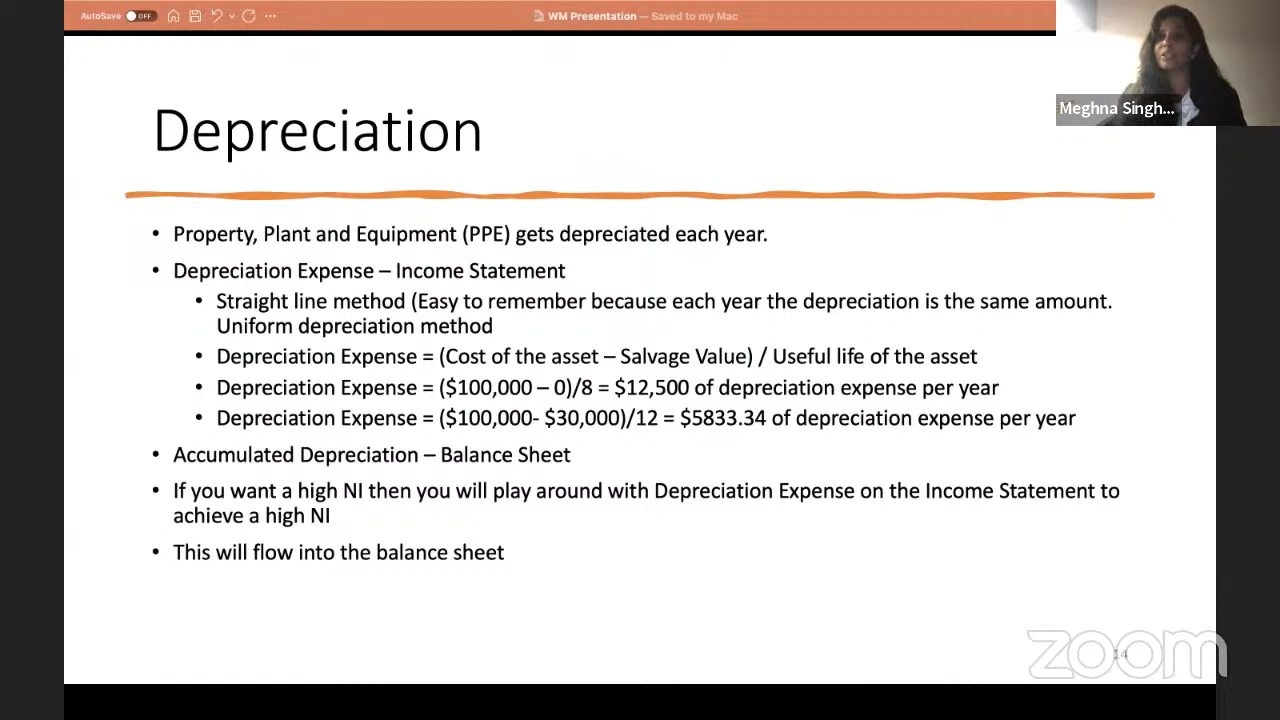 AutoSave OFF
WM Presentation — Saved to my Mac
Meghna Singh...
Depreciation
• Property, Plant and Equipment (PPE) gets depreciated each year.
• Depreciation Expense – Income Statement
• Straight line method (Easy to remember because each year the depreciation is the same amount.
Uniform depreciation method
• Depreciation Expense = (Cost of the asset – Salvage Value) / Useful life of the asset
• Depreciation Expense = ($100,000 – 0)/8 = $12,500 of depreciation expense per year
• Depreciation Expense = ($100,000- $30,000)/12 = $5833.34 of depreciation expense per year
• Accumulated Depreciation – Balance Sheet
• If you want a high NI then you will play around with Depreciation Expense on the Income Statement to
achieve a high NI
• This will flow into the balance sheet
14
zoom